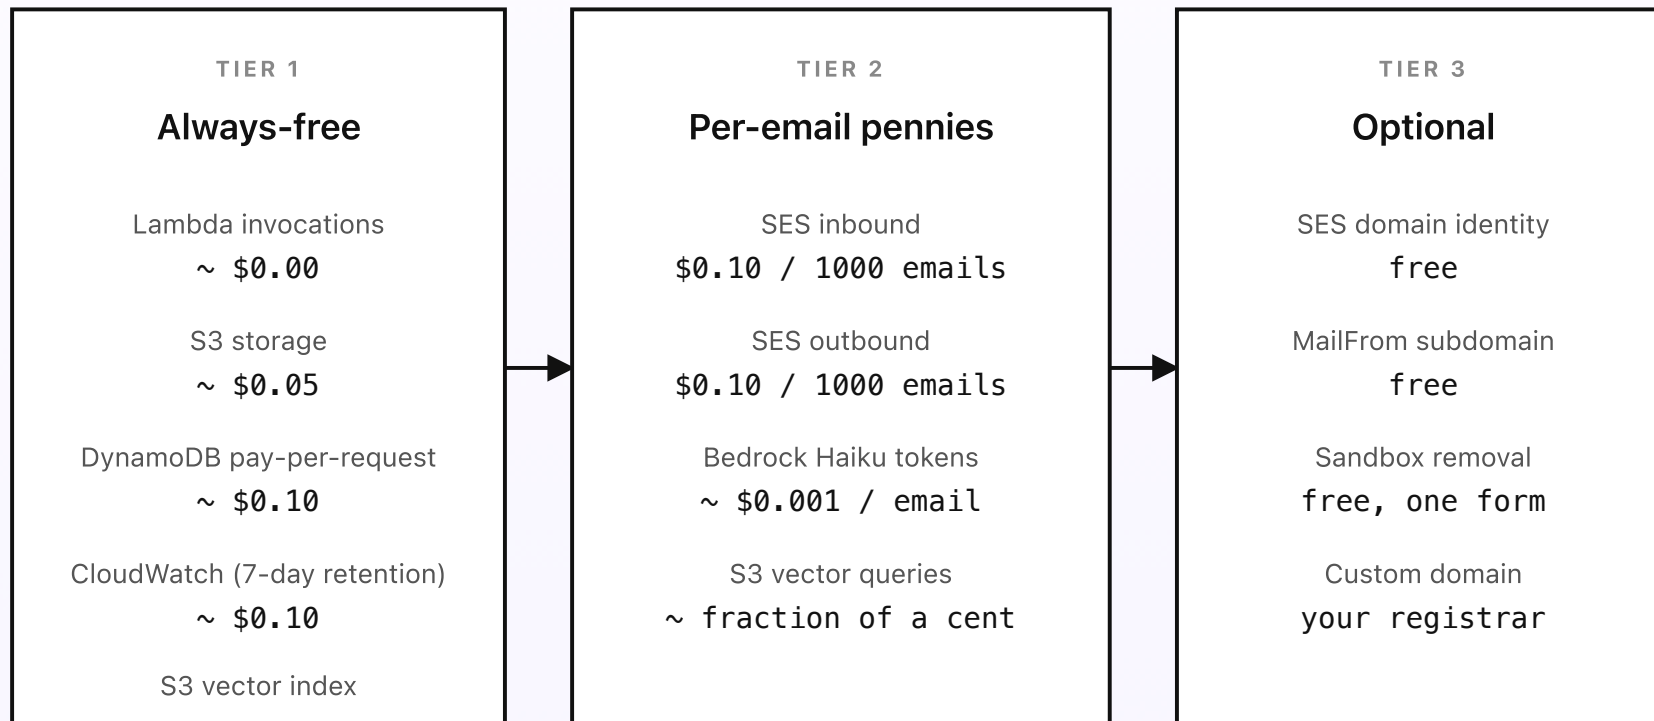 TIER 1
Always-free
Lambda invocations
~ $0.00
S3 storage
~ $0.05
DynamoDB pay-per-request
~ $0.10
CloudWatch (7-day retention)
~ $0.10
S3 vector index
TIER 2
Per-email pennies
SES inbound
$0.10 / 1000 emails
SES outbound
$0.10 / 1000 emails
Bedrock Haiku tokens
~ $0.001 / email
S3 vector queries
~ fraction of a cent
TIER 3
Optional
SES domain identity
free
MailFrom subdomain
free
Sandbox removal
free, one form
Custom domain
your registrar